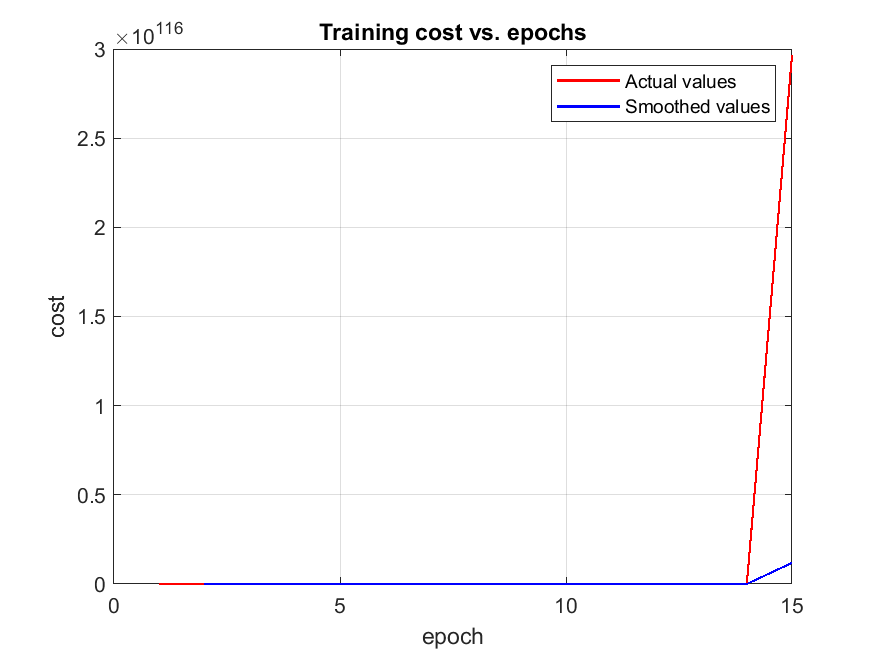 Training cost vs. epochs
×10^116
3
2.5
2
1.5
1
0.5
0
cost
Actual values
Smoothed values
0 5 10 15
epoch